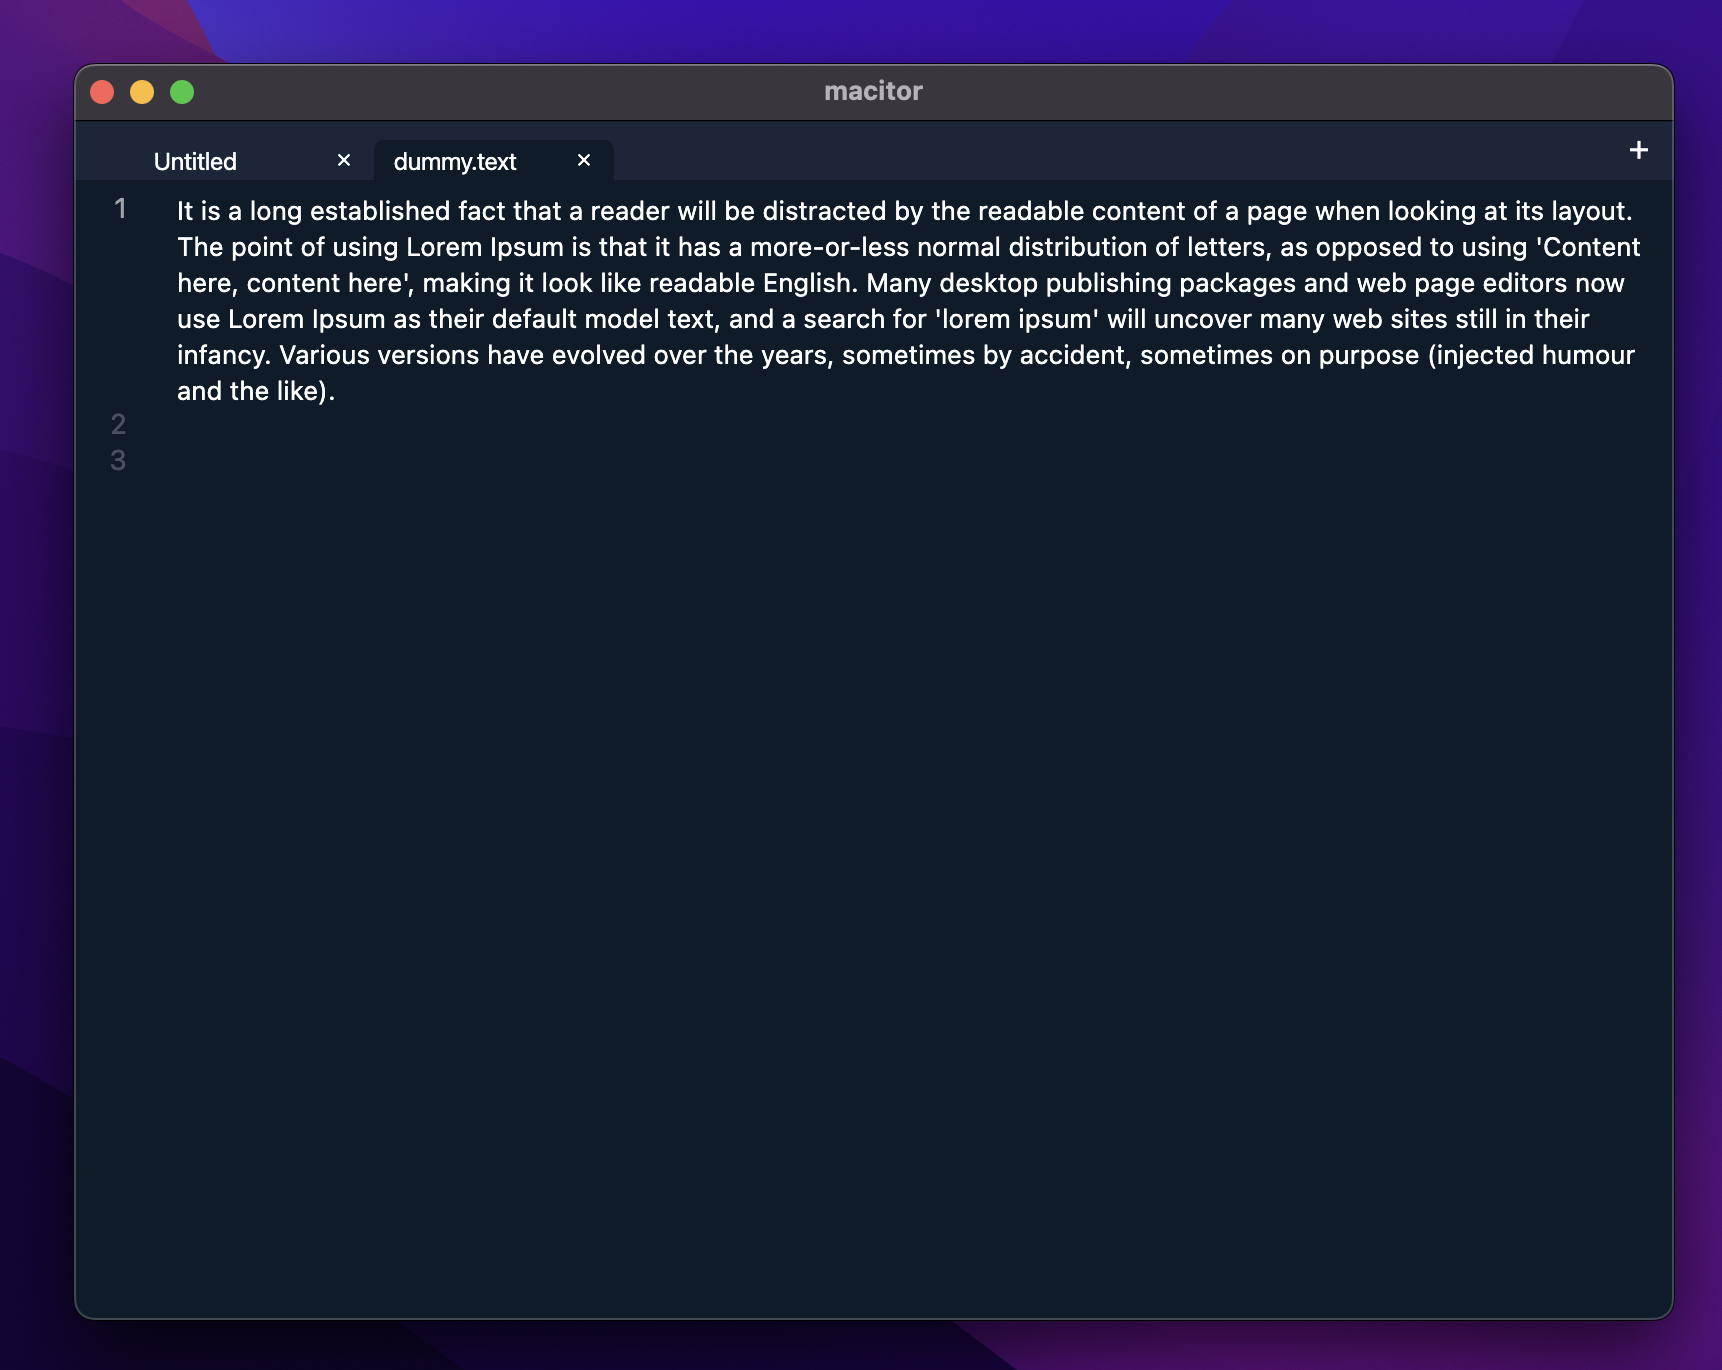 macitor
Untitled ×
dummy.text ×
+
1 It is a long established fact that a reader will be distracted by the readable content of a page when looking at its layout.
The point of using Lorem Ipsum is that it has a more-or-less normal distribution of letters, as opposed to using 'Content
here, content here', making it look like readable English. Many desktop publishing packages and web page editors now
use Lorem Ipsum as their default model text, and a search for 'lorem ipsum' will uncover many web sites still in their
infancy. Various versions have evolved over the years, sometimes by accident, sometimes on purpose (injected humour
and the like).
2
3